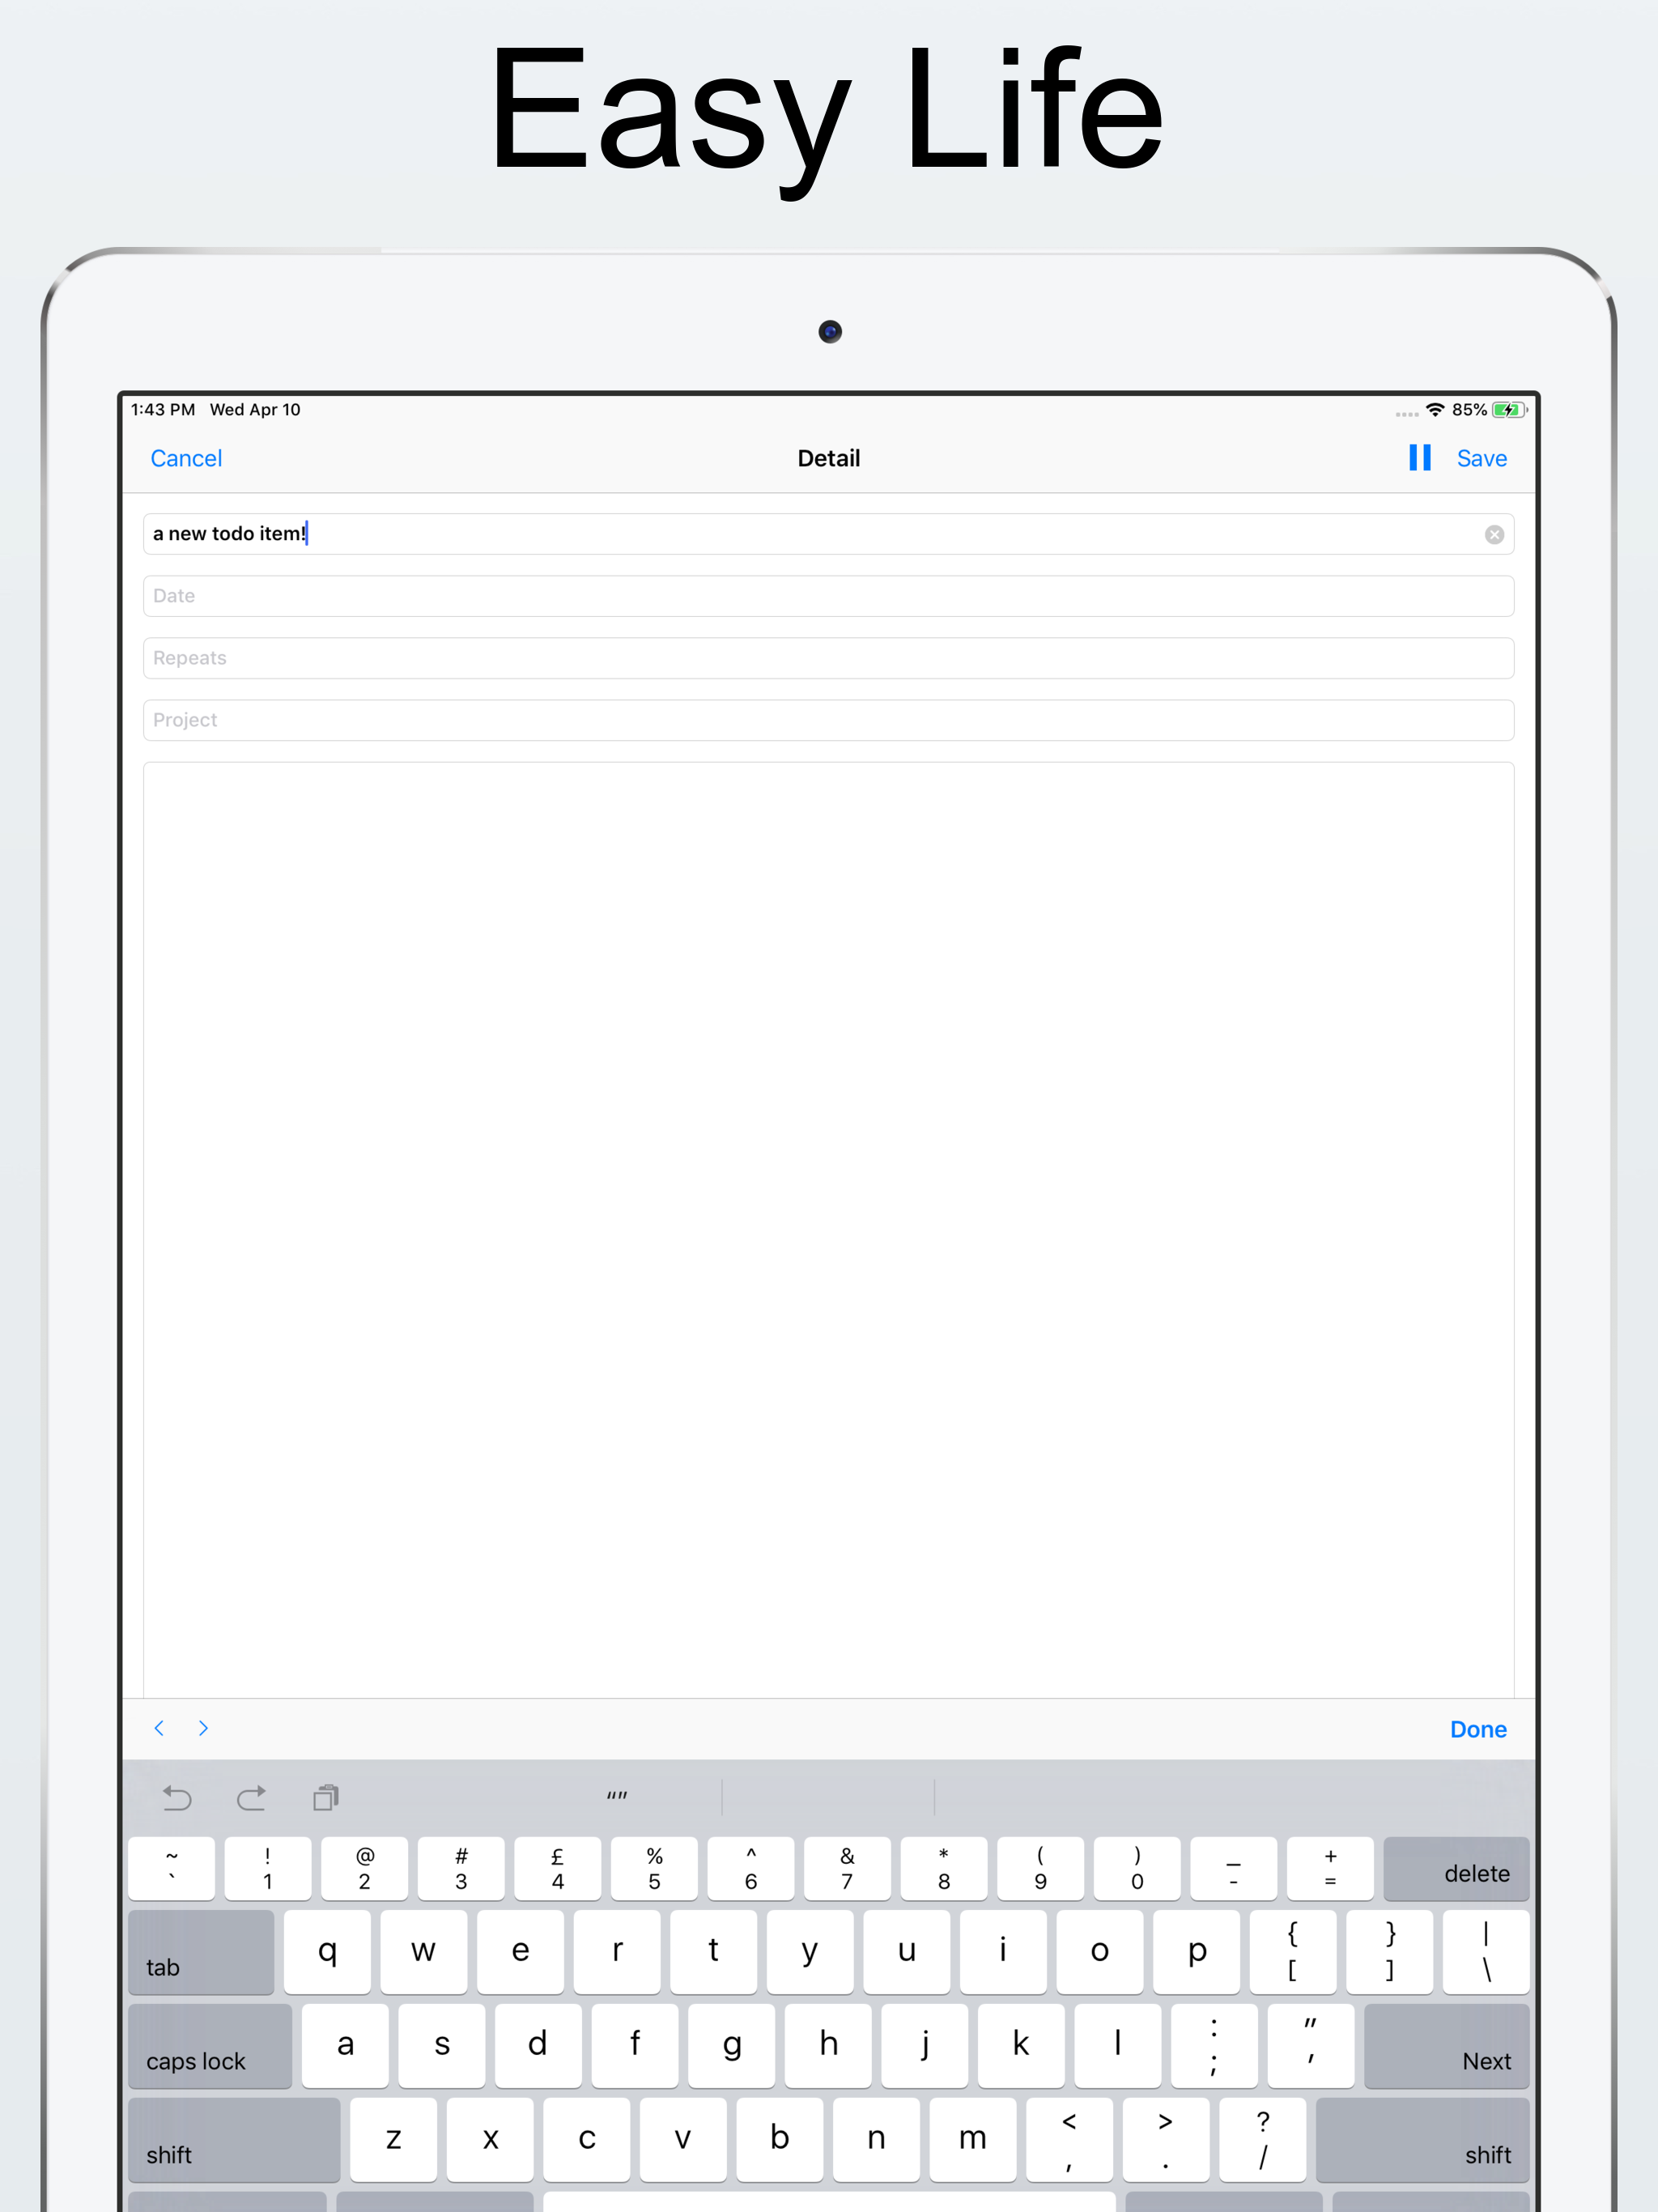 Easy Life
1:43 PM Wed Apr 10 85%
Cancel Detail Save
a new todo item!
Date
Repeats
Project
Done
“”
~ ! @ # £ % ^ & * ( ) _ +
` 1 2 3 4 5 6 7 8 9 0 - = delete
tab q w e r t y u i o p { [ } ] | \
caps lock a s d f g h j k l : ; " ' Next
shift z x c v b n m < , > . ? / shift